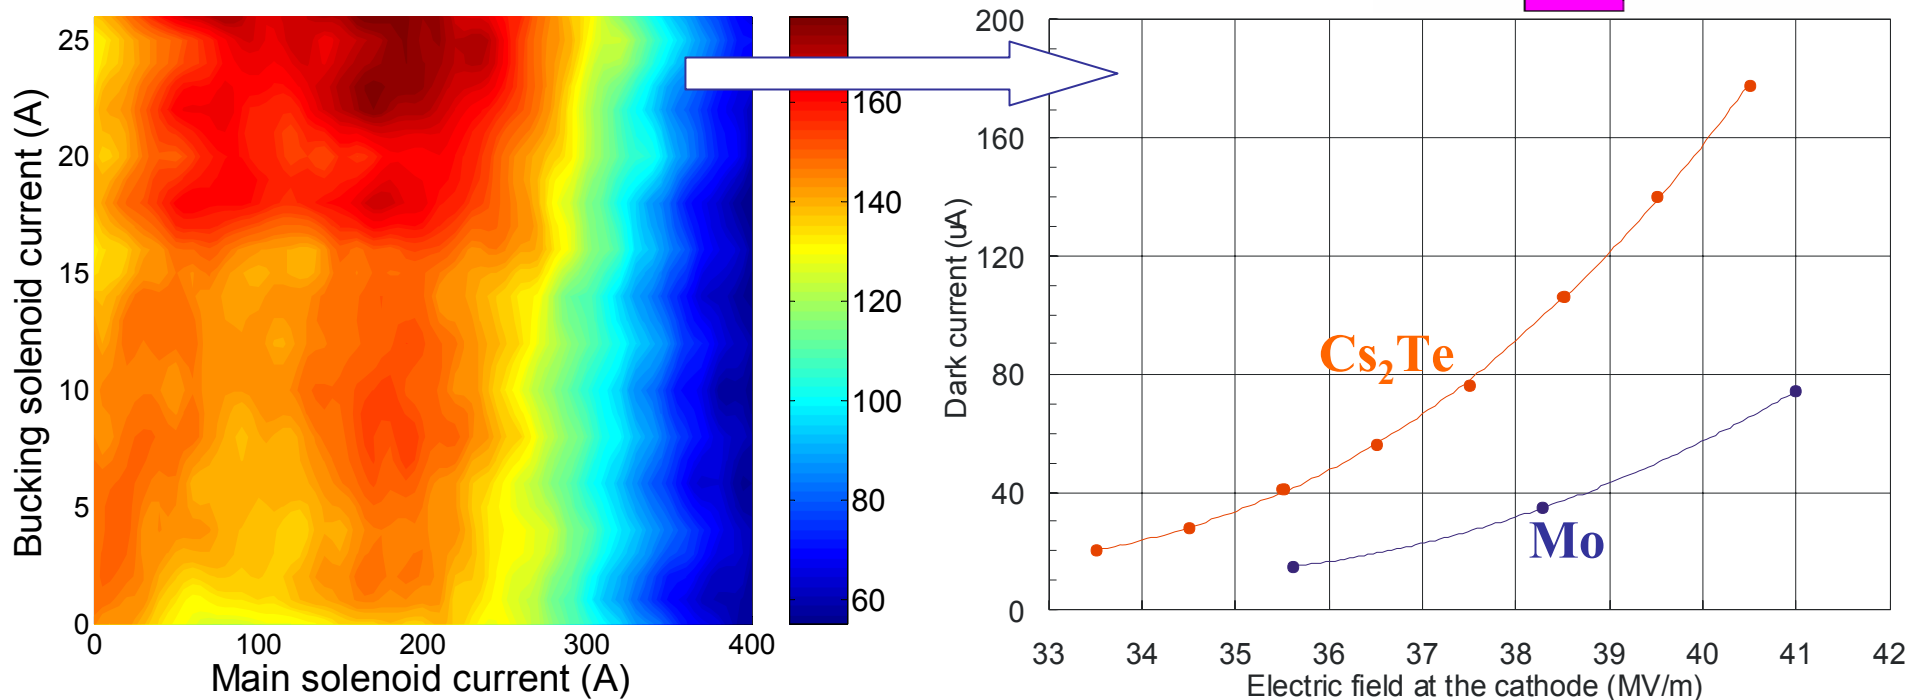 Bucking solenoid current (A)
25
20
15
10
5
0
0 100 200 300 400
Main solenoid current (A)
160
140
120
100
80
60
Dark current (uA)
200
160
120
80
40
0
Cs₂Te
Mo
33 34 35 36 37 38 39 40 41 42
Electric field at the cathode (MV/m)